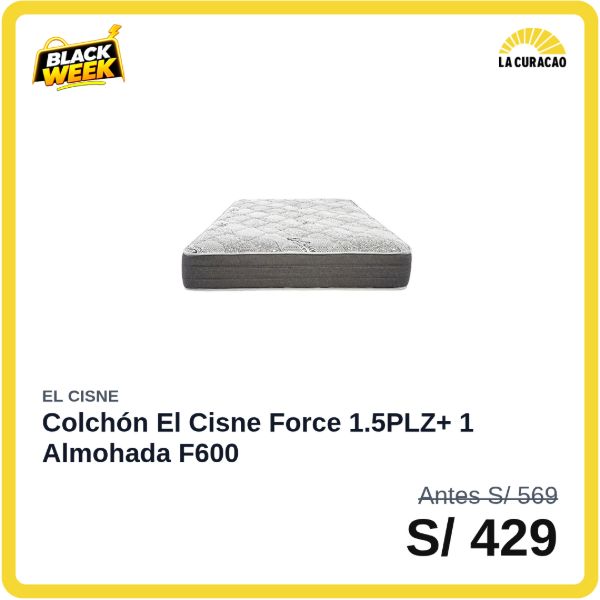 BLACK
WEEK
LA CURACAO
EL CISNE
Colchón El Cisne Force 1.5PLZ+ 1
Almohada F600
Antes S/ 569
S/ 429